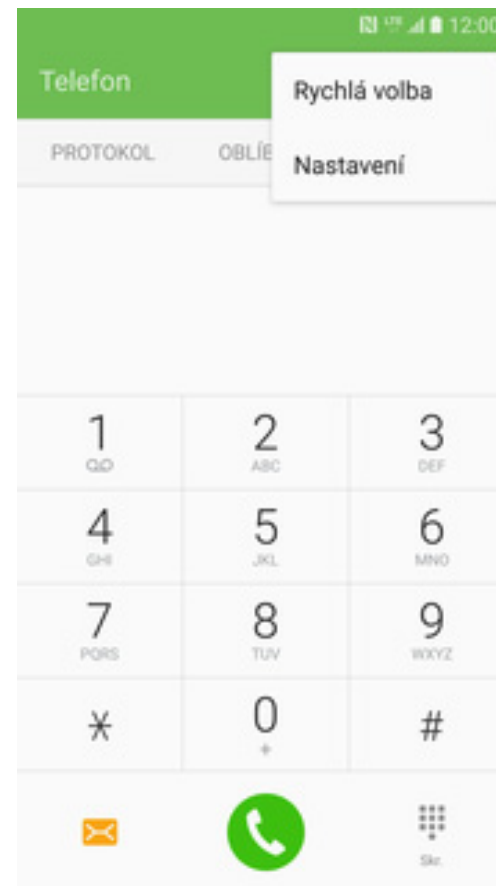 LTE 12:00
Telefon
Rychlá volba
PROTOKOL
Nastavení
1 2 3
ABC DEF
4 5 6
GHI JKL MNO
7 8 9
PQRS TUV WXYZ
* 0 #
+
Skr.